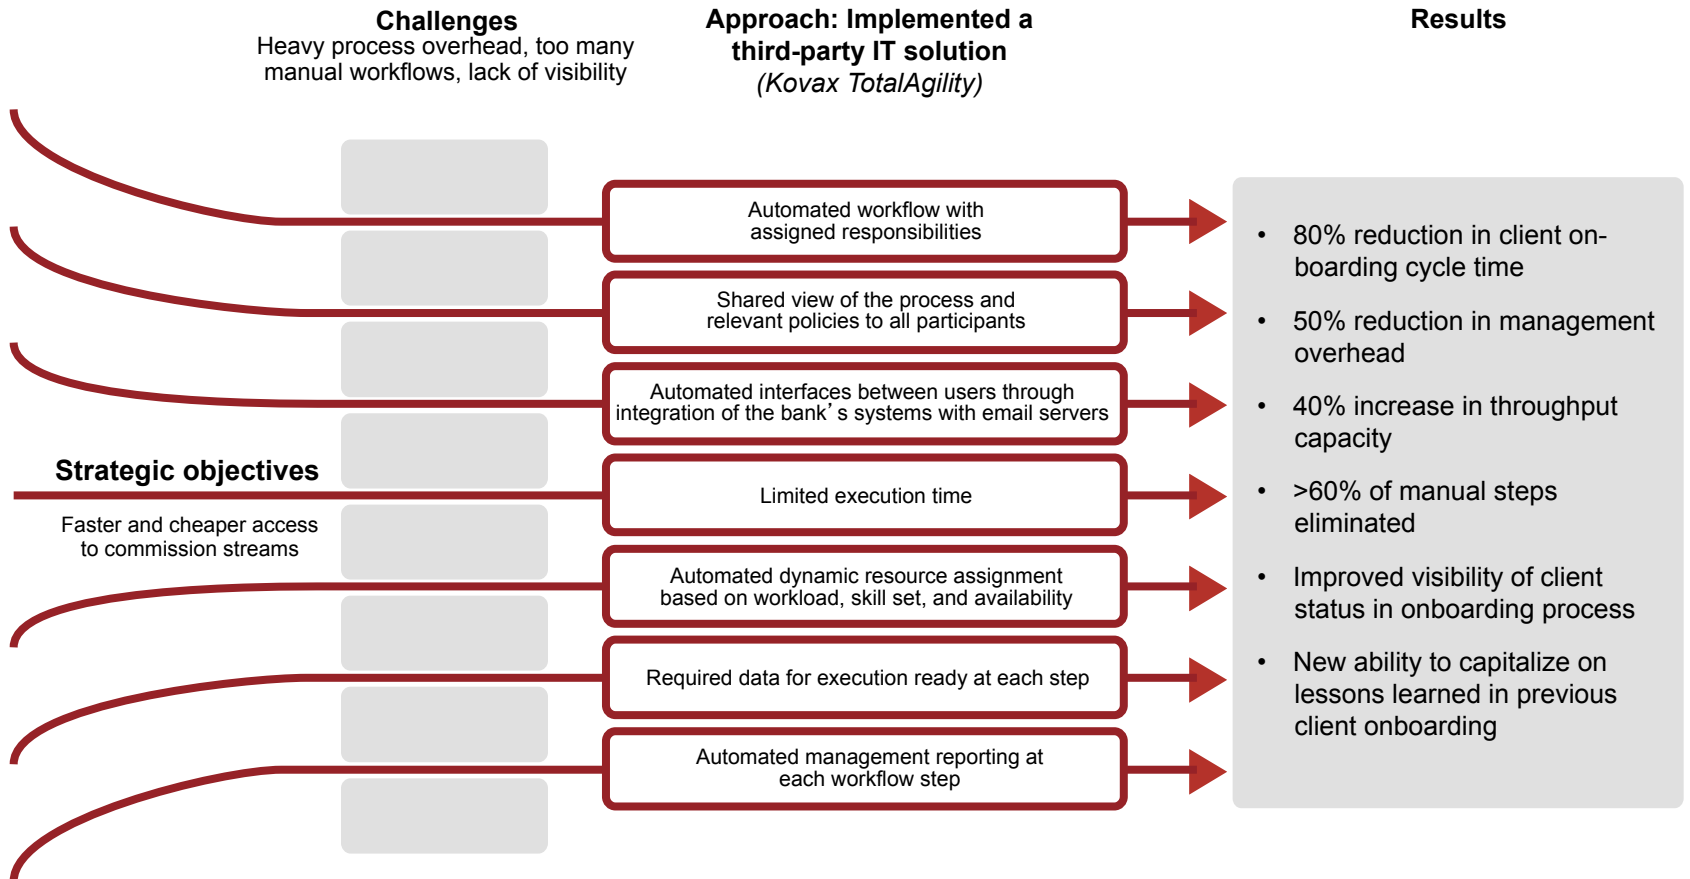 Challenges
Heavy process overhead, too many
manual workflows, lack of visibility
Approach: Implemented a
third-party IT solution
(Kovax TotalAgility)
Results
Strategic objectives
Faster and cheaper access
to commission streams
Automated workflow with
assigned responsibilities
Shared view of the process and
relevant policies to all participants
Automated interfaces between users through
integration of the bank’s systems with email servers
Limited execution time
Automated dynamic resource assignment
based on workload, skill set, and availability
Required data for execution ready at each step
Automated management reporting at
each workflow step
• 80% reduction in client on-
boarding cycle time
• 50% reduction in management
overhead
• 40% increase in throughput
capacity
• >60% of manual steps
eliminated
• Improved visibility of client
status in onboarding process
• New ability to capitalize on
lessons learned in previous
client onboarding